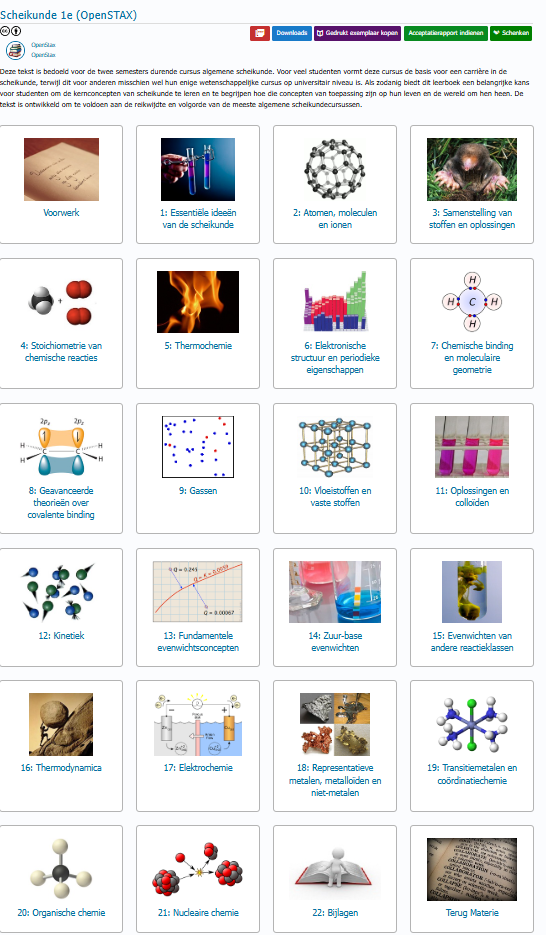 Scheikunde 1e (OpenSTAX)
Downloads
Gedrukt exemplaar kopen
Acceptatierapport indienen
Schenken
OpenStax
OpenStax
Deze tekst is bedoeld voor de twee semesters durende cursus algemene scheikunde. Voor veel studenten vormt deze cursus de basis voor een carrière in de
scheikunde, terwijl dit voor anderen misschien wel hun enige wetenschappelijke cursus op universitair niveau is. Als zodanig biedt dit leerboek een belangrijke kans
voor studenten om de kernconcepten van scheikunde te leren en te begrijpen hoe die concepten van toepassing zijn op hun leven en de wereld om hen heen. De
tekst is ontwikkeld om te voldoen aan de reikwijdte en volgorde van de meeste algemene scheikundecursussen.
Voorwerk
1: Essentiële ideeën
van de scheikunde
2: Atomen, moleculen
en ionen
3: Samenstelling van
stoffen en oplossingen
+
4: Stoichiometrie van
chemische reacties
5: Thermochemie
6: Elektronische
structuur en periodieke
eigenschappen
H
H C H
H
7: Chemische binding
en moleculaire
geometrie
2pz 2pz
H H
C C
H H
8: Geavanceerde
theorieën over
covalente binding
9: Gassen
10: Vloeistoffen en
vaste stoffen
11: Oplossingen en
colloïden
12: Kinetiek
Q = 0.243
Q = K = 0.0059
Q = 0.00067
13: Fundamentele
evenwichtsconcepten
14: Zuur-base
evenwichten
15: Evenwichten van
andere reactieklassen
16: Thermodynamica
− +
17: Elektrochemie
18: Representatieve
metalen, metalloïden en
niet-metalen
19: Transitiemetalen en
coördinatiechemie
20: Organische chemie
21: Nucleaire chemie
22: Bijlagen
COLLABORATION
COLLABORATOR
COLLAPSE
Terug Materie